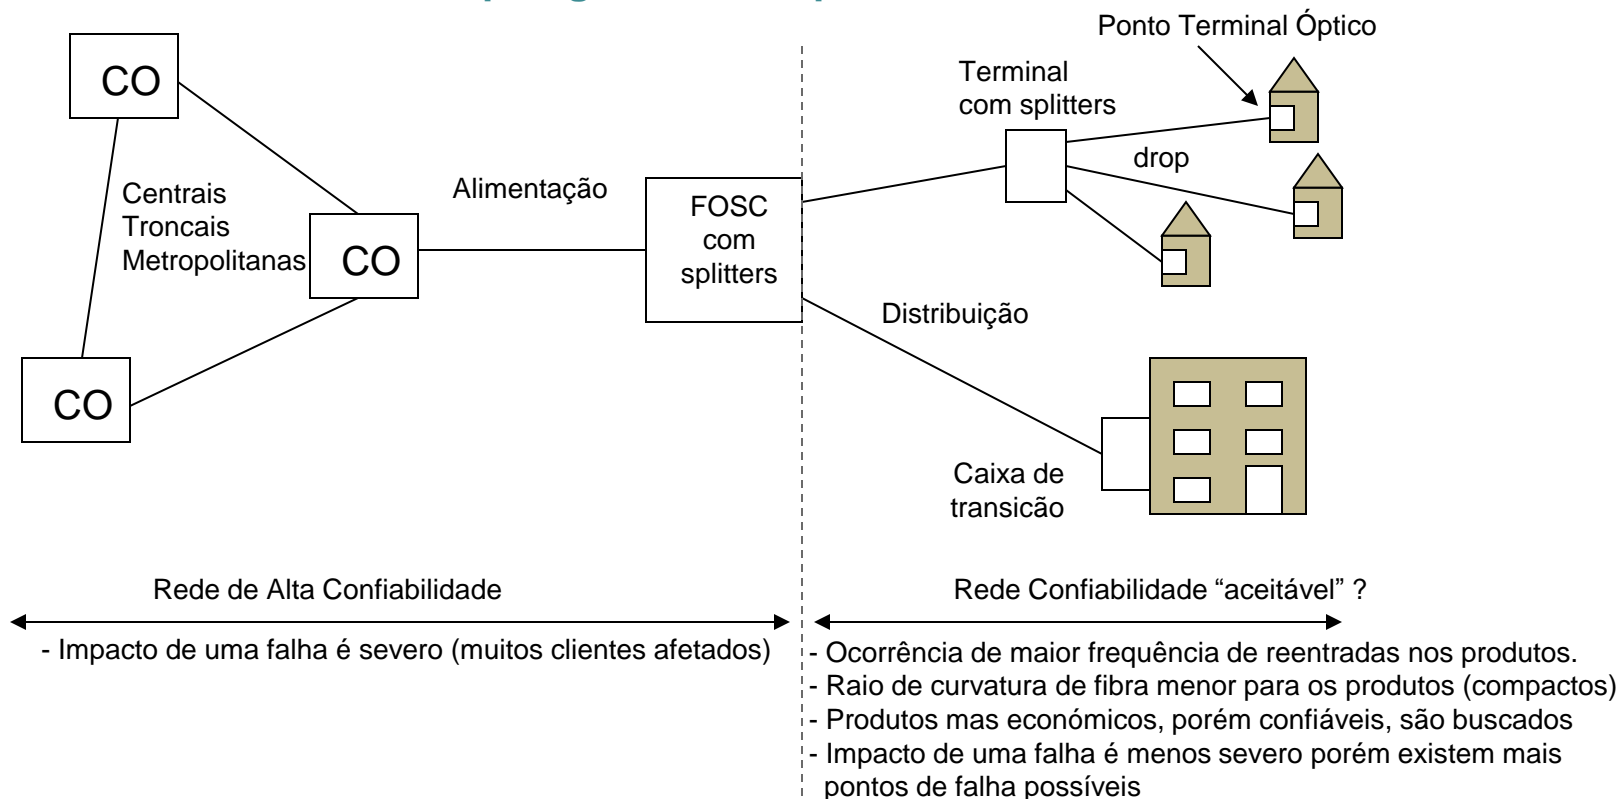 Ponto Terminal Óptico
CO
Terminal
com splitters
drop
Centrais
Troncais
Metropolitanas
Alimentação
FOSC
com
splitters
CO
Distribuição
CO
Caixa de
transicão
Rede de Alta Confiabilidade
- Impacto de uma falha é severo (muitos clientes afetados)
Rede Confiabilidade “aceitável” ?
- Ocorrência de maior frequência de reentradas nos produtos.
- Raio de curvatura de fibra menor para os produtos (compactos)
- Produtos mas económicos, porém confiáveis, são buscados
- Impacto de uma falha é menos severo porém existem mais
pontos de falha possíveis